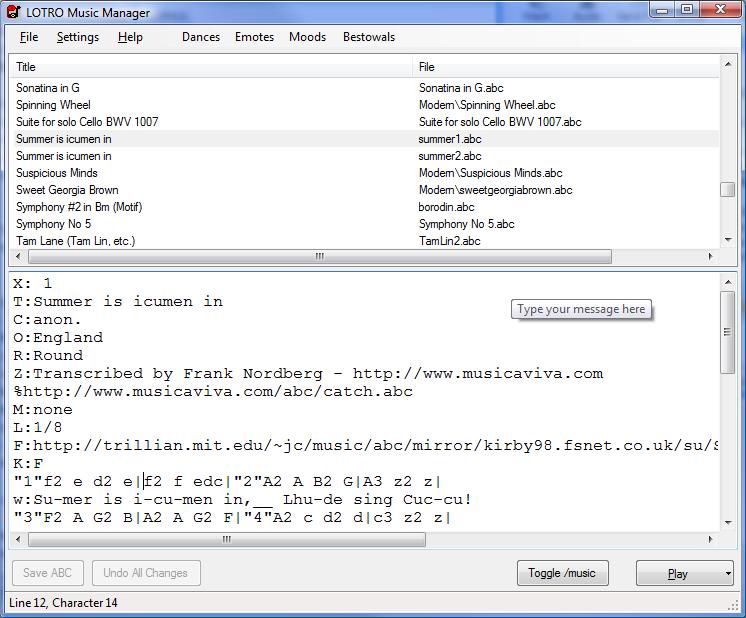 LOTRO Music Manager
File Settings Help Dances Emotes Moods Bestowals
Title File
Sonatina in G Sonatina in G.abc
Spinning Wheel Modern\Spinning Wheel.abc
Suite for solo Cello BWV 1007 Suite for solo Cello BWV 1007.abc
Summer is icumen in summer1.abc
Summer is icumen in summer2.abc
Suspicious Minds Modern\Suspicious Minds.abc
Sweet Georgia Brown Modern\sweetgeorgiabrown.abc
Symphony #2 in Bm (Motif) borodin.abc
Symphony No 5 Symphony No 5.abc
Tam Lane (Tam Lin, etc.) TamLin2.abc
X: 1
T:Summer is icumen in
Type your message here
C:anon.
O:England
R:Round
Z:Transcribed by Frank Nordberg - http://www.musicaviva.com
%http://www.musicaviva.com/abc/catch.abc
M:none
L:1/8
F:http://trillian.mit.edu/~jc/music/abc/mirror/kirby98.fsnet.co.uk/su/S
K:F
"1"f2 e d2 e|f2 f edc|"2"A2 A B2 G|A3 z2 z|
w:Su-mer is i-cu-men in,__ Lhu-de sing Cuc-cu!
"3"F2 A G2 B|A2 A G2 F|"4"A2 c d2 d|c3 z2 z|
Save ABC Undo All Changes Toggle /music Play
Line 12, Character 14